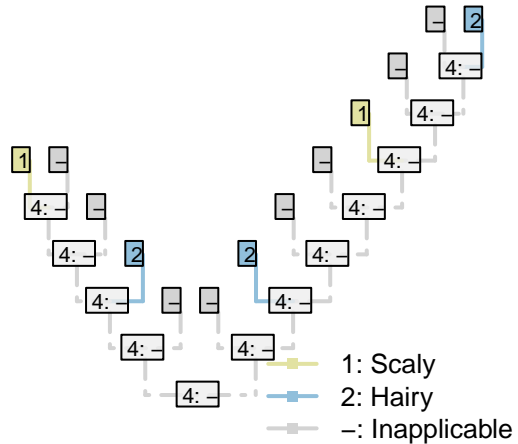 – 2
– 4: –
1 4: –
1 – – 4: –
4: – – – 4: –
4: – 2 2 – 4: –
4: – – – 4: –
4: – 4: –
4: –
1: Scaly
2: Hairy
–: Inapplicable